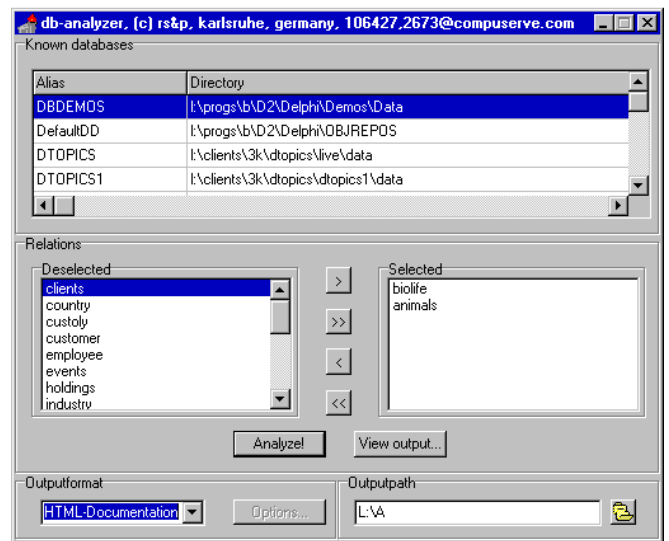 db-analyzer, (c) rs&p, karlsruhe, germany, 106427,2673@compuserve.com
Known databases
Alias Directory
DBDEMOS I:\progs\b\D2\Delphi\Demos\Data
DefaultDD I:\progs\b\D2\Delphi\OBJREPOS
DTOPICS I:\clients\3k\dtopics\live\data
DTOPICS1 I:\clients\3k\dtopics\dtopics1\data
Relations
Deselected
clients
country
custoly
customer
employee
events
holdings
industry
>
>>
<
<<
Selected
biolife
animals
Analyze! View output...
Outputformat
HTML-Documentation Options...
Outputpath
L:\A